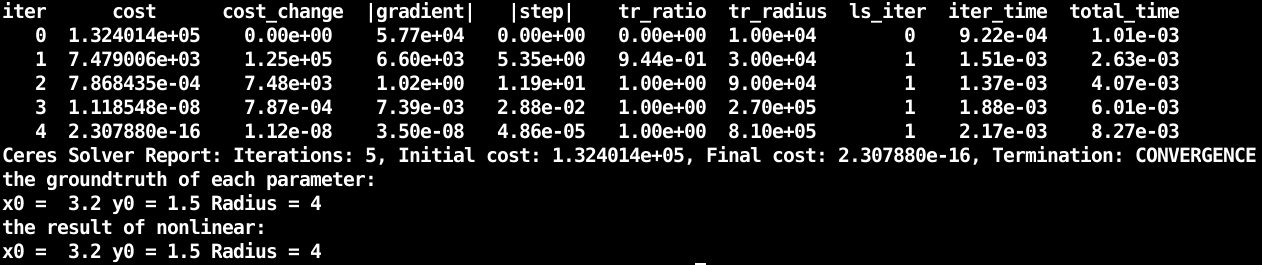 iter cost cost_change |gradient| |step| tr_ratio tr_radius ls_iter iter_time total_time
0 1.324014e+05 0.00e+00 5.77e+04 0.00e+00 0.00e+00 1.00e+04 0 9.22e-04 1.01e-03
1 7.479006e+03 1.25e+05 6.60e+03 5.35e+00 9.44e-01 3.00e+04 1 1.51e-03 2.63e-03
2 7.868435e-04 7.48e+03 1.02e+00 1.19e+01 1.00e+00 9.00e+04 1 1.37e-03 4.07e-03
3 1.118548e-08 7.87e-04 7.39e-03 2.88e-02 1.00e+00 2.70e+05 1 1.88e-03 6.01e-03
4 2.307880e-16 1.12e-08 3.50e-08 4.86e-05 1.00e+00 8.10e+05 1 2.17e-03 8.27e-03
Ceres Solver Report: Iterations: 5, Initial cost: 1.324014e+05, Final cost: 2.307880e-16, Termination: CONVERGENCE
the groundtruth of each parameter:
x0 =  3.2 y0 = 1.5 Radius = 4
the result of nonlinear:
x0 =  3.2 y0 = 1.5 Radius = 4